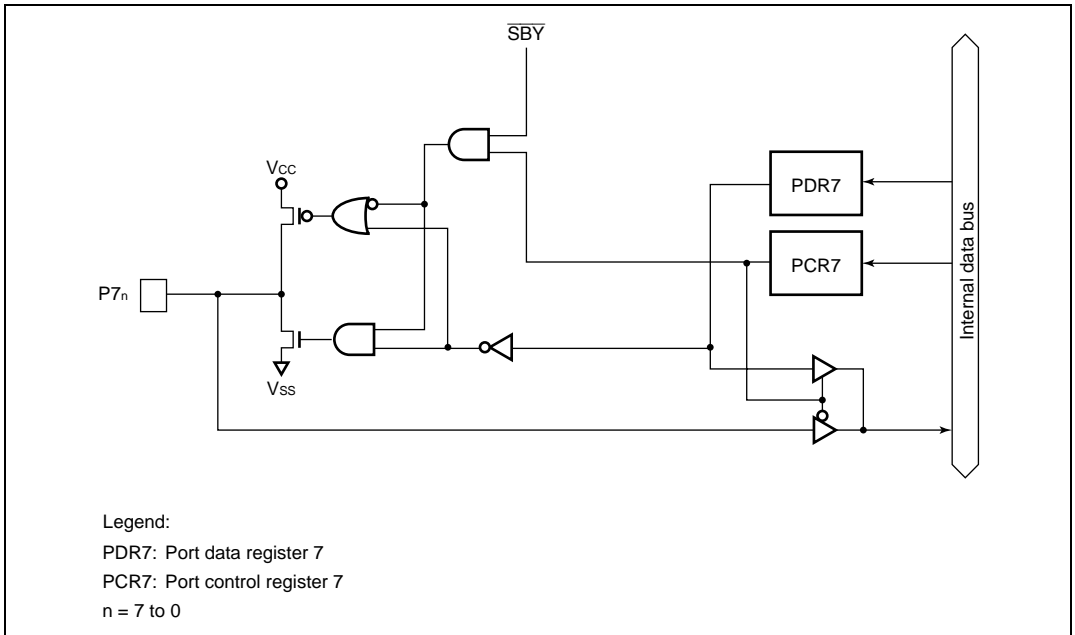 SBY
VCC
PDR7
PCR7
Internal data bus
P7n
VSS
Legend:
PDR7: Port data register 7
PCR7: Port control register 7
n = 7 to 0